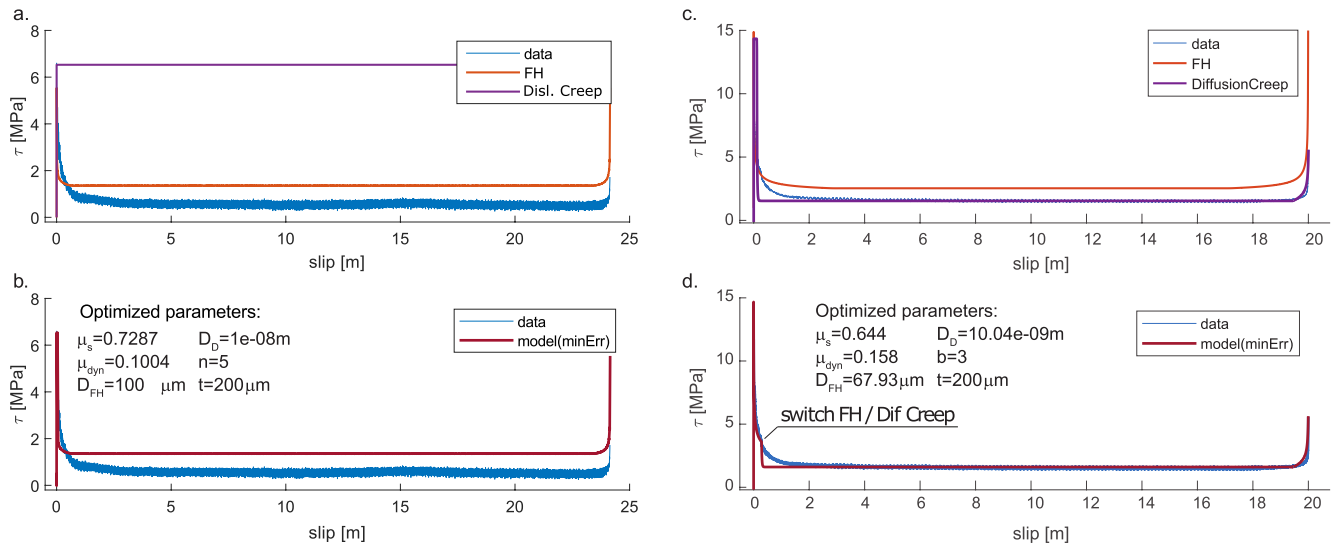 a.
8
6
4
2
0
τ [MPa]
0 5 10 15 20 25
slip [m]
data
FH
Disl. Creep
b.
8
6
4
2
0
τ [MPa]
0 5 10 15 20 25
slip [m]
Optimized parameters:
μs=0.7287 DD=1e-08m
μdyn=0.1004 n=5
DFH=100 μm t=200μm
data
model(minErr)
c.
15
10
5
0
τ [MPa]
0 2 4 6 8 10 12 14 16 18 20
slip [m]
data
FH
DiffusionCreep
d.
15
10
5
0
τ [MPa]
0 2 4 6 8 10 12 14 16 18 20
slip [m]
Optimized parameters:
μs=0.644 DD=10.04e-09m
μdyn=0.158 b=3
DFH=67.93μm t=200μm
switch FH / Dif Creep
data
model(minErr)